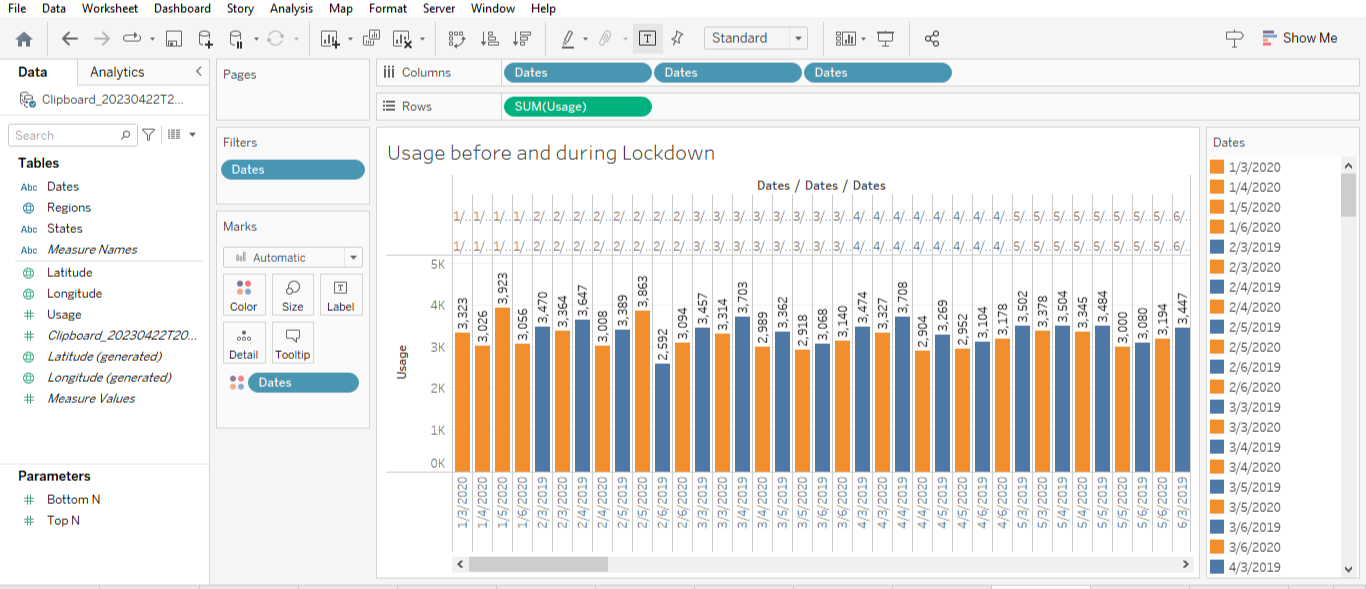 File Data Worksheet Dashboard Story Analysis Map Format Server Window Help
Standard
Show Me
Data Analytics
Clipboard_20230422T2...
Search
Tables
Abc Dates
Regions
Abc States
Abc Measure Names
Latitude
Longitude
# Usage
# Clipboard_20230422T20...
Latitude (generated)
Longitude (generated)
# Measure Values
Parameters
# Bottom N
# Top N
Pages
Filters
Dates
Marks
Automatic
Color Size Label
Detail Tooltip
Dates
Columns Dates Dates Dates
Rows SUM(Usage)
Usage before and during Lockdown
Dates / Dates / Dates
1/.. 1/.. 1/.. 1/.. 2/.. 2/.. 2/.. 2/.. 2/.. 2/.. 2/.. 2/.. 3/.. 3/.. 3/.. 3/.. 3/.. 3/.. 3/.. 3/.. 4/.. 4/.. 4/.. 4/.. 4/.. 4/.. 4/.. 4/.. 5/.. 5/.. 5/.. 5/.. 5/.. 5/.. 5/.. 5/.. 6/..
1/.. 1/.. 1/.. 1/.. 2/.. 2/.. 2/.. 2/.. 2/.. 2/.. 2/.. 2/.. 3/.. 3/.. 3/.. 3/.. 3/.. 3/.. 3/.. 3/.. 4/.. 4/.. 4/.. 4/.. 4/.. 4/.. 4/.. 4/.. 5/.. 5/.. 5/.. 5/.. 5/.. 5/.. 5/.. 5/.. 6/..
5K
4K
3K
2K
1K
0K
Usage
3,323 3,026 3,923 3,056 3,470 3,364 3,647 3,008 3,389 3,863 2,592 3,094 3,457 3,314 3,703 2,989 3,362 2,918 3,068 3,140 3,474 3,327 3,708 2,904 3,269 2,952 3,104 3,178 3,502 3,378 3,504 3,345 3,484 3,000 3,080 3,194 3,447
1/3/2020 1/4/2020 1/5/2020 1/6/2020 2/3/2019 2/3/2020 2/4/2019 2/4/2020 2/5/2019 2/5/2020 2/6/2019 2/6/2020 3/3/2019 3/3/2020 3/4/2019 3/4/2020 3/5/2019 3/5/2020 3/6/2019 3/6/2020 4/3/2019 4/3/2020 4/4/2019 4/4/2020 4/5/2019 4/5/2020 4/6/2019 4/6/2020 5/3/2019 5/3/2020 5/4/2019 5/4/2020 5/5/2019 5/5/2020 5/6/2019 5/6/2020 6/3/2019
Dates
1/3/2020
1/4/2020
1/5/2020
1/6/2020
2/3/2019
2/3/2020
2/4/2019
2/4/2020
2/5/2019
2/5/2020
2/6/2019
2/6/2020
3/3/2019
3/3/2020
3/4/2019
3/4/2020
3/5/2019
3/5/2020
3/6/2019
3/6/2020
4/3/2019